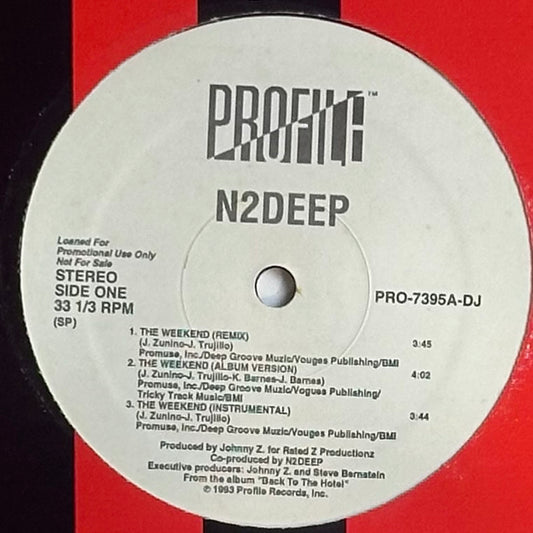 PROFILE™
N2DEEP
Loaned For
Promotional Use Only
Not For Sale
STEREO
SIDE ONE
33 1/3 RPM
(SP)
PRO-7395A-DJ
1. THE WEEKEND (REMIX) 3:45
(J. Zunino-J. Trujillo)
Promuse, Inc./Deep Groove Muzic/Vouges Publishing/BMI
2. THE WEEKEND (ALBUM VERSION) 4:02
(J. Zunino-J. Trujillo-K. Barnes-J. Barnes)
Promuse, Inc./Deep Groove Muzic/Vouges Publishing/
Tricky Track Music/BMI
3. THE WEEKEND (INSTRUMENTAL) 3:44
(J. Zunino-J. Trujillo)
Promuse, Inc./Deep Groove Muzic/Vouges Publishing/BMI
Produced by Johnny Z. for Rated Z Productionz
Co-produced by N2DEEP
Executive producers: Johnny Z. and Steve Bernstein
From the album "Back To The Hotel"
© 1993 Profile Records, Inc.